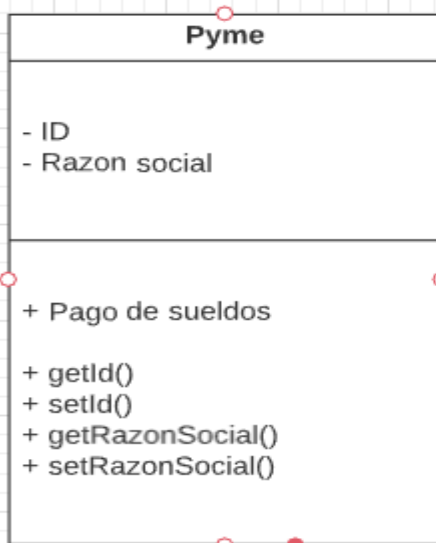 Pyme
- ID
- Razon social
+ Pago de sueldos
+ getId()
+ setId()
+ getRazonSocial()
+ setRazonSocial()